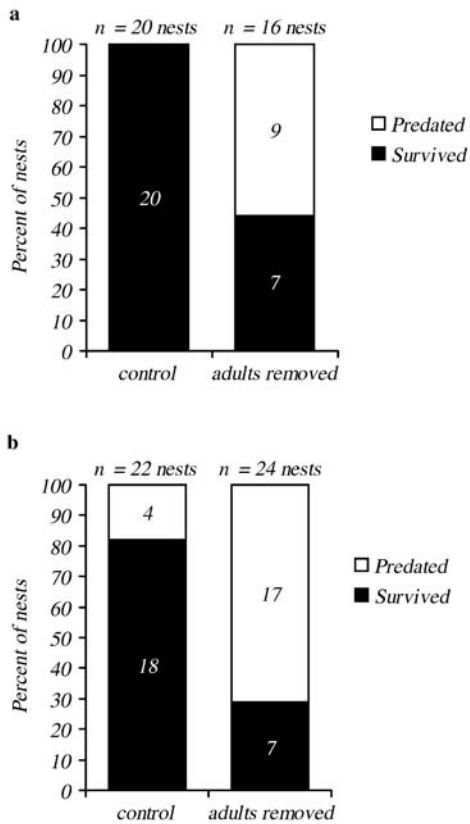 a
n = 20 nests n = 16 nests
100
90
80
70
60
50
40
30
20
10
0
Percent of nests
20
9
7
Predated
Survived
control adults removed
b
n = 22 nests n = 24 nests
100
90
80
70
60
50
40
30
20
10
0
Percent of nests
4
18
17
7
Predated
Survived
control adults removed